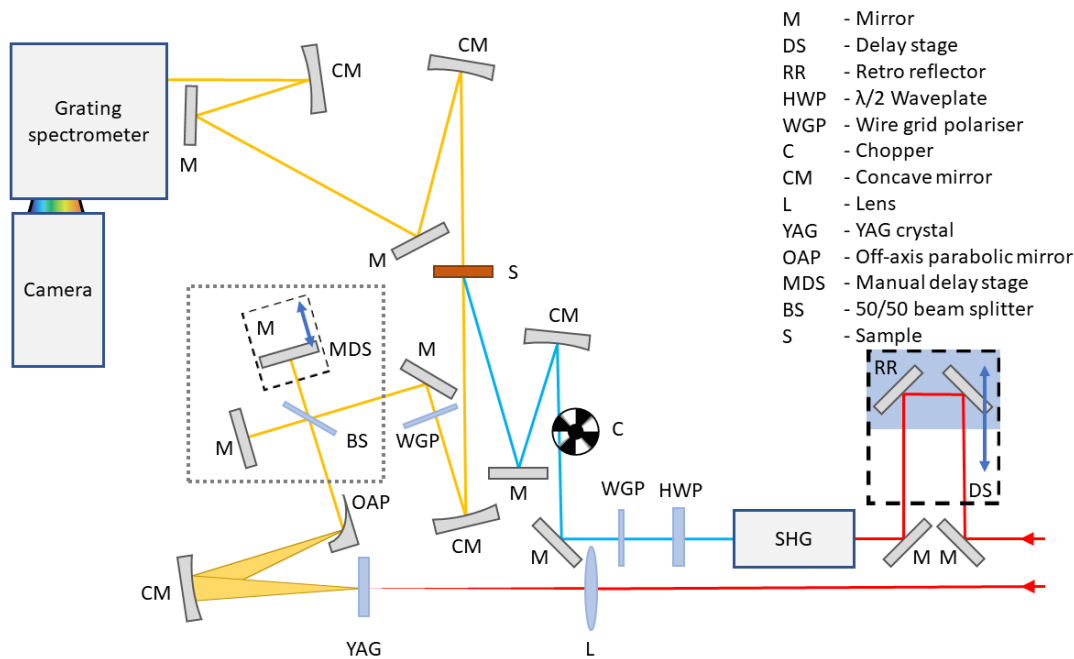 Grating
spectrometer
Camera
CM
M
CM
M
S
CM
M
MDS
M
BS
M
WGP
C
M
OAP
CM
WGP
HWP
M
SHG
RR
DS
M
M
CM
YAG
L
M - Mirror
DS - Delay stage
RR - Retro reflector
HWP - λ/2 Waveplate
WGP - Wire grid polariser
C - Chopper
CM - Concave mirror
L - Lens
YAG - YAG crystal
OAP - Off-axis parabolic mirror
MDS - Manual delay stage
BS - 50/50 beam splitter
S - Sample